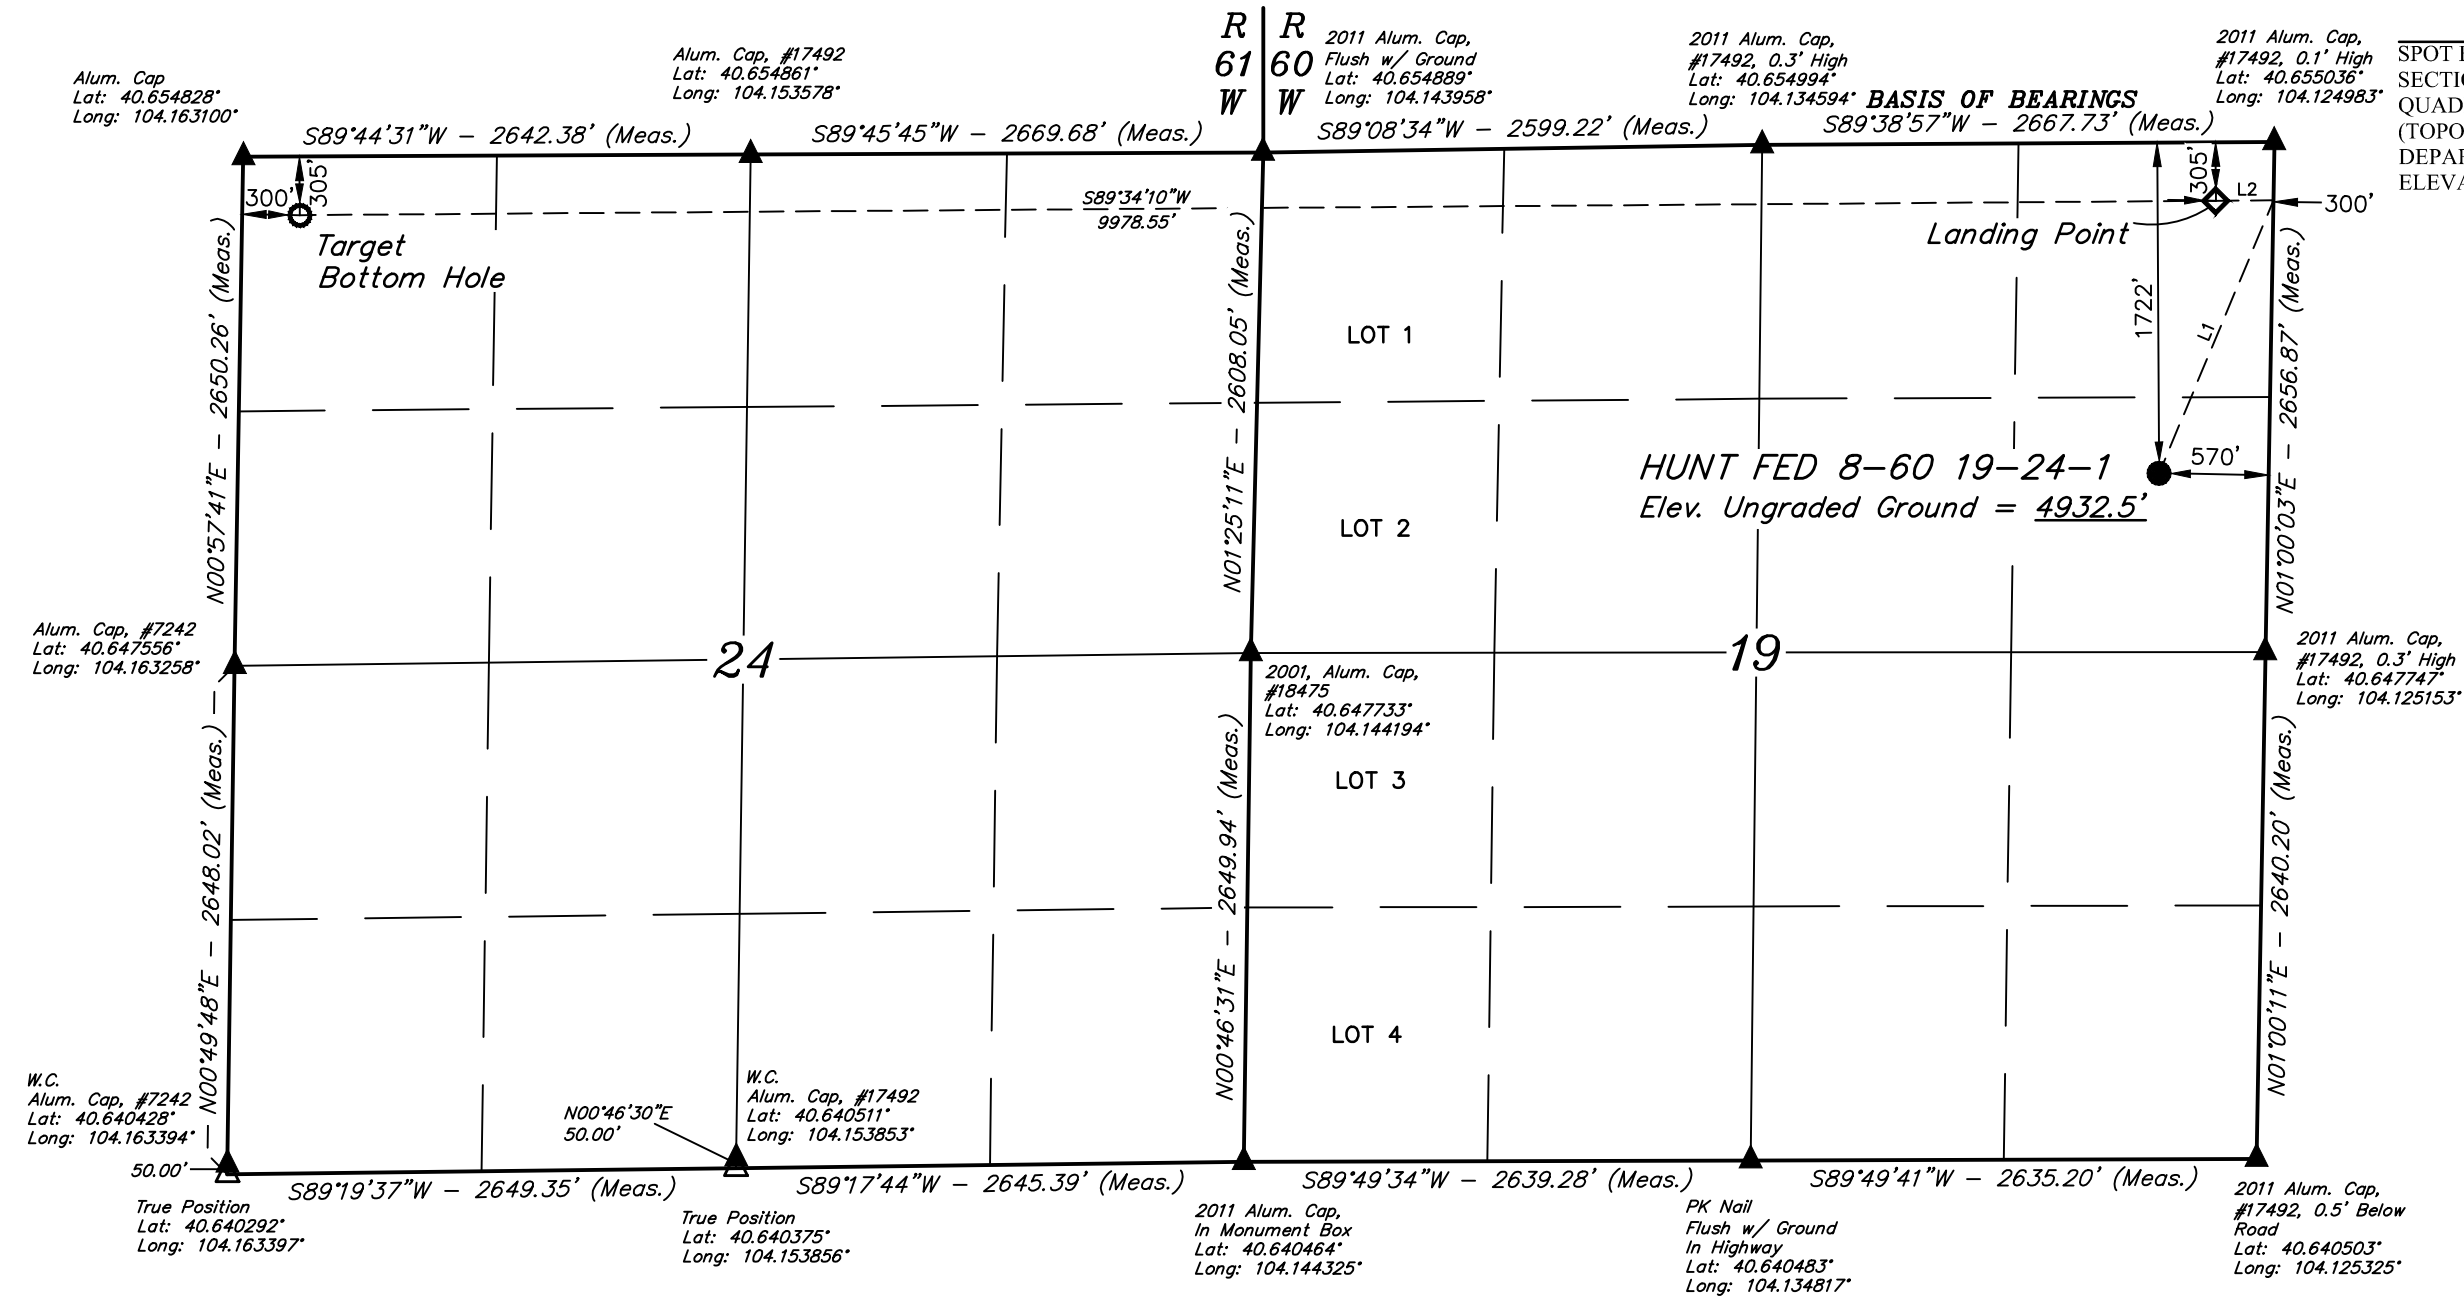 R R
61 60
W W
Alum. Cap
Lat: 40.654828°
Long: 104.163100°
Alum. Cap, #17492
Lat: 40.654861°
Long: 104.153578°
2011 Alum. Cap,
Flush w/ Ground
Lat: 40.654889°
Long: 104.143958°
2011 Alum. Cap,
#17492, 0.3' High
Lat: 40.654994°
Long: 104.134594°
BASIS OF BEARINGS
2011 Alum. Cap,
#17492, 0.1' High
Lat: 40.655036°
Long: 104.124983°
S89°44'31"W - 2642.38' (Meas.)
S89°45'45"W - 2669.68' (Meas.)
S89°08'34"W - 2599.22' (Meas.)
S89°38'57"W - 2667.73' (Meas.)
300'
305'
Target
Bottom Hole
S89°34'10"W
9978.55'
305'
L2
300'
Landing Point
1722'
L1
570'
HUNT FED 8-60 19-24-1
Elev. Ungraded Ground = 4932.5'
N00°57'41"E - 2650.26' (Meas.)
N01°25'11"E - 2608.05' (Meas.)
N01°00'03"E - 2656.87' (Meas.)
LOT 1
LOT 2
Alum. Cap, #7242
Lat: 40.647556°
Long: 104.163258°
24
19
2001, Alum. Cap,
#18475
Lat: 40.647733°
Long: 104.144194°
2011 Alum. Cap,
#17492, 0.3' High
Lat: 40.647747°
Long: 104.125153°
LOT 3
LOT 4
N00°49'48"E - 2648.02' (Meas.)
N00°46'31"E - 2649.94' (Meas.)
N01°00'11"E - 2640.20' (Meas.)
W.C.
Alum. Cap, #7242
Lat: 40.640428°
Long: 104.163394°
50.00'
N00°46'30"E
50.00'
W.C.
Alum. Cap, #17492
Lat: 40.640511°
Long: 104.153853°
S89°19'37"W - 2649.35' (Meas.)
S89°17'44"W - 2645.39' (Meas.)
S89°49'34"W - 2639.28' (Meas.)
S89°49'41"W - 2635.20' (Meas.)
True Position
Lat: 40.640292°
Long: 104.163397°
True Position
Lat: 40.640375°
Long: 104.153856°
2011 Alum. Cap,
In Monument Box
Lat: 40.640464°
Long: 104.144325°
PK Nail
Flush w/ Ground
In Highway
Lat: 40.640483°
Long: 104.134817°
2011 Alum. Cap,
#17492, 0.5' Below
Road
Lat: 40.640503°
Long: 104.125325°
SPOT